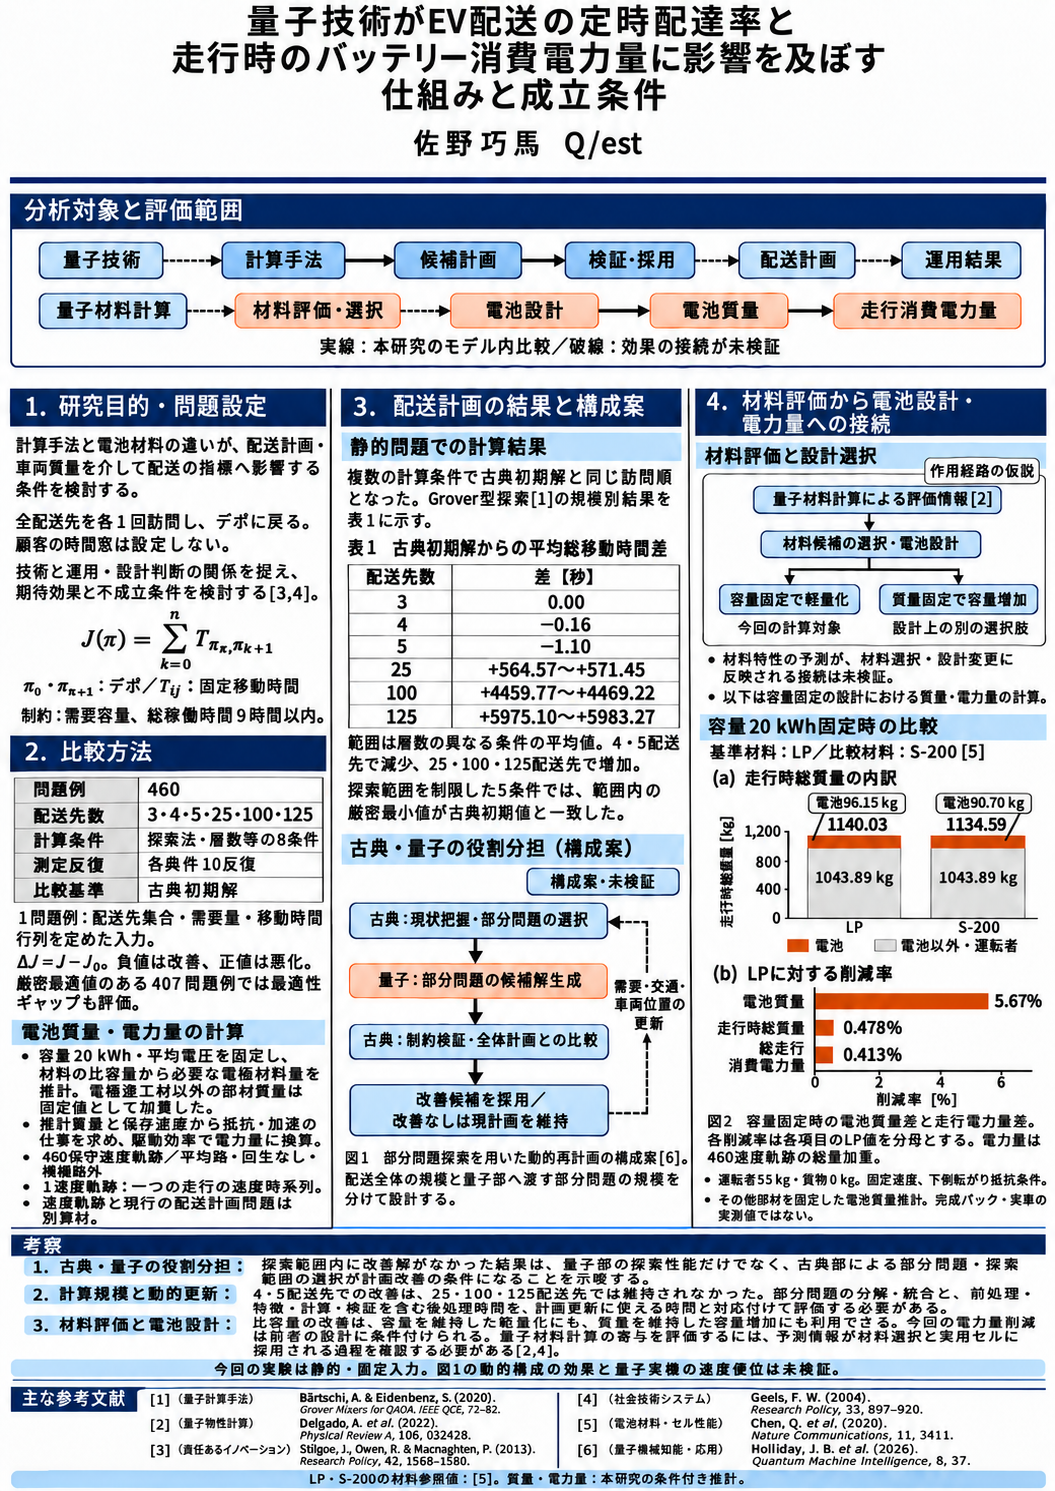 量子技術がEV配送の定時配達率と
走行時のバッテリー消費電力量に影響を及ぼす
仕組みと成立条件
佐野巧馬 Q/est
分析対象と評価範囲
量子技術
計算手法
候補計画
検証・採用
配送計画
運用結果
量子材料計算
材料評価・選択
電池設計
電池質量
走行消費電力量
実線：本研究のモデル内比較／破線：効果の接続が未検証
1. 研究目的・問題設定
計算手法と電池材料の違いが、配送計画・
車両質量を介して配送の指標へ影響する
条件を検討する。
全配送先を各1回訪問し、デポに戻る。
顧客の時間窓は設定しない。
技術と運用・設計判断の関係を捉え、
期待効果と不成立条件を検討する[3,4]。
J(π) = ∑ T
n
k=0
π₀・πₙ₊₁：デポ／Tij：固定移動時間
制約：需要容量、総稼働時間9時間以内。
2. 比較方法
問題例 460
配送先数 3・4・5・25・100・125
計算条件 探索法・層数等の8条件
測定反復 各典件10反復
比較基準 古典初期解
1問題例：配送先集合・需要量・移動時間
行列を定めた入力。
ΔJ＝J－J₀。負値は改善、正値は悪化。
厳密最適値のある407問題例では最適性
ギャップも評価。
電池質量・電力量の計算
• 容量20 kWh・平均電圧を固定し、
材料の比容量から必要な電極材料量を
推計。電極工材以外の部材質量は
固定値として加した。
• 推計質量と保存速度から抵抗・加速の
仕事を求め、駆動効率で電力量に換算。
• 460保守速度軌跡／平均路・回生なし・
路外
• 1速度軌跡：一つの走行の速度時系列。
• 速度軌跡と現行の配送計画問題は
別算材。
3. 配送計画の結果と構成案
静的問題での計算結果
複数の計算条件で古典初期解と同じ訪問順
となった。Grover型探索[1]の規模別結果を
表1に示す。
表1 古典初期解からの平均総移動時間差
配送先数 差【秒】
3 0.00
4 −0.16
5 −1.10
25 +564.57〜+571.45
100 +4459.77〜+4469.22
125 +5975.10〜+5983.27
範囲は層数の異なる条件の平均値。4・5配送
先で減少、25・100・125配送先で増加。
探索範囲を制限した5条件では、範囲内の
厳密最小値が古典初期値と一致した。
古典・量子の役割分担（構成案）
構成案・未検証
古典：現状把握・部分問題の選択
量子：部分問題の候補解生成
古典：制約検証・全体計画との比較
改善候補を採用／
改善なしは現計画を維持
需要・交通・
車両位置の
更新
図1 部分問題探索を用いた動的再計画の構成案[6]。
配送全体の規模と量子部へ渡す部分問題の規模を
分けて設計する。
4. 材料評価から電池設計・
電力量への接続
材料評価と設計選択
作用経路の仮説
量子材料計算による評価情報[2]
材料候補の選択・電池設計
容量固定で軽量化
質量固定で容量増加
今回の計算対象
設計上の別の選択肢
• 材料特性の予測が、材料選択・設計変更に
反映される接続は未検証。
• 以下は容量固定の設計における質量・電力量の計算。
容量20 kWh固定時の比較
基準材料：LP／比較材料：S-200 [5]
(a) 走行時総質量の内訳
電池96.15 kg
電池90.70 kg
1140.03
1134.59
走行時総質量 [kg]
1,200
800
400
0
1043.89 kg
1043.89 kg
LP
S-200
電池
電池以外・運転者
(b) LPに対する削減率
電池質量 5.67%
走行時総質量 0.478%
総走行
消費電力量 0.413%
0 2 4 6
削減率 [%]
図2 容量固定時の電池質量差と走行電力量差。
各削減率は各項目のLP値を分母とする。電力量は
460速度軌跡の総量加重。
• 運転者55 kg・貨物0 kg。固定速度、下倒転がり抵抗条件。
• その他部材を固定した電池質量推計。完成パック・実車の
実測値ではない。
考察
1. 古典・量子の役割分担：
探索範囲内に改善解がなかった結果は、量子部の探索性能だけでなく、古典部による部分問題・探索
範囲の選択が計画改善の条件になることを示唆する。
2. 計算規模と動的更新：
4・5配送先での改善は、25・100・125配送先では維持されなかった。部分問題の分解・統合と、前処理・
特徴・計算・検証を含む後処理時間を、計画更新に使える時間と対応付けて評価する必要がある。
3. 材料評価と電池設計：
比容量の改善は、容量を維持した範量化にも、質量を維持した容量増加にも利用できる。今回の電力量削減
は前者の設計に条件付けられる。量子材料計算の寄与を評価するには、予測情報が材料選択と実用セルに
採用される過程を確認する必要がある[2,4]。
今回の実験は静的・固定入力。図1の動的構成の効果と量子実機の速度便位は未検証。
主な参考文献
[1]（量子計算手法） Bärtschi, A. & Eidenbenz, S. (2020).
Grover Mixers for QAOA. IEEE QCE, 72–82.
[2]（量子物性計算） Delgado, A. et al. (2022).
Physical Review A, 106, 032428.
[3]（責任あるイノベーション） Stilgoe, J., Owen, R. & Macnaghten, P. (2013).
Research Policy, 42, 1568–1580.
[4]（社会技術システム） Geels, F. W. (2004).
Research Policy, 33, 897–920.
[5]（電池材料・セル性能） Chen, Q. et al. (2020).
Nature Communications, 11, 3411.
[6]（量子機械知能・応用） Holliday, J. B. et al. (2026).
Quantum Machine Intelligence, 8, 37.
LP・S-200の材料参照値：[5]。質量・電力量：本研究の条件付き推計。